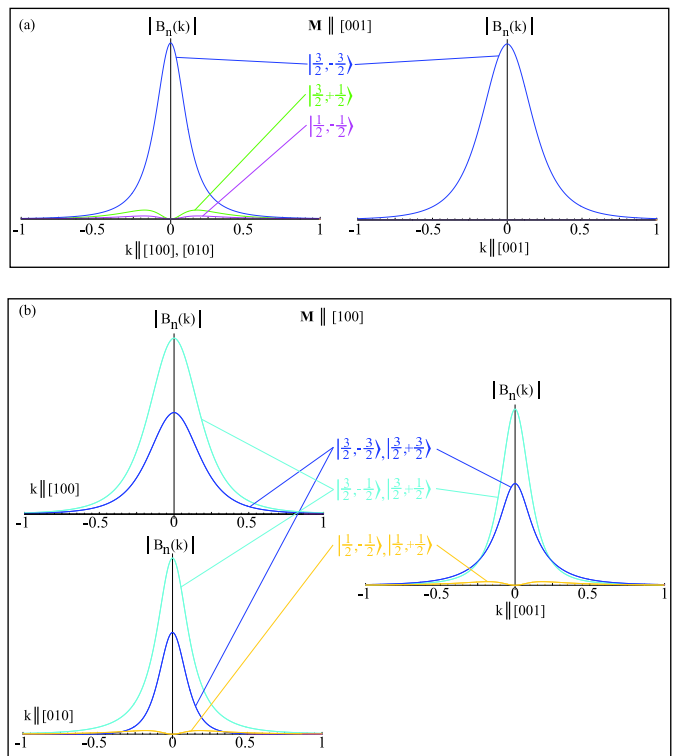 (a)
|B_n(k)|
M ∥ [001]
|B_n(k)|
|3/2,-3/2⟩
|3/2,+1/2⟩
|1/2,-1/2⟩
-1 -0.5 0 0.5 1
k∥[100], [010]
-1 -0.5 0 0.5 1
k∥[001]
(b)
|B_n(k)|
M ∥ [100]
|B_n(k)|
|3/2,-3/2⟩,|3/2,+3/2⟩
|3/2,-1/2⟩,|3/2,+1/2⟩
|1/2,-1/2⟩,|1/2,+1/2⟩
k∥[100]
-1 -0.5 0 0.5 1
|B_n(k)|
-1 -0.5 0 0.5 1
k∥[001]
k∥[010]
-1 -0.5 0 0.5 1